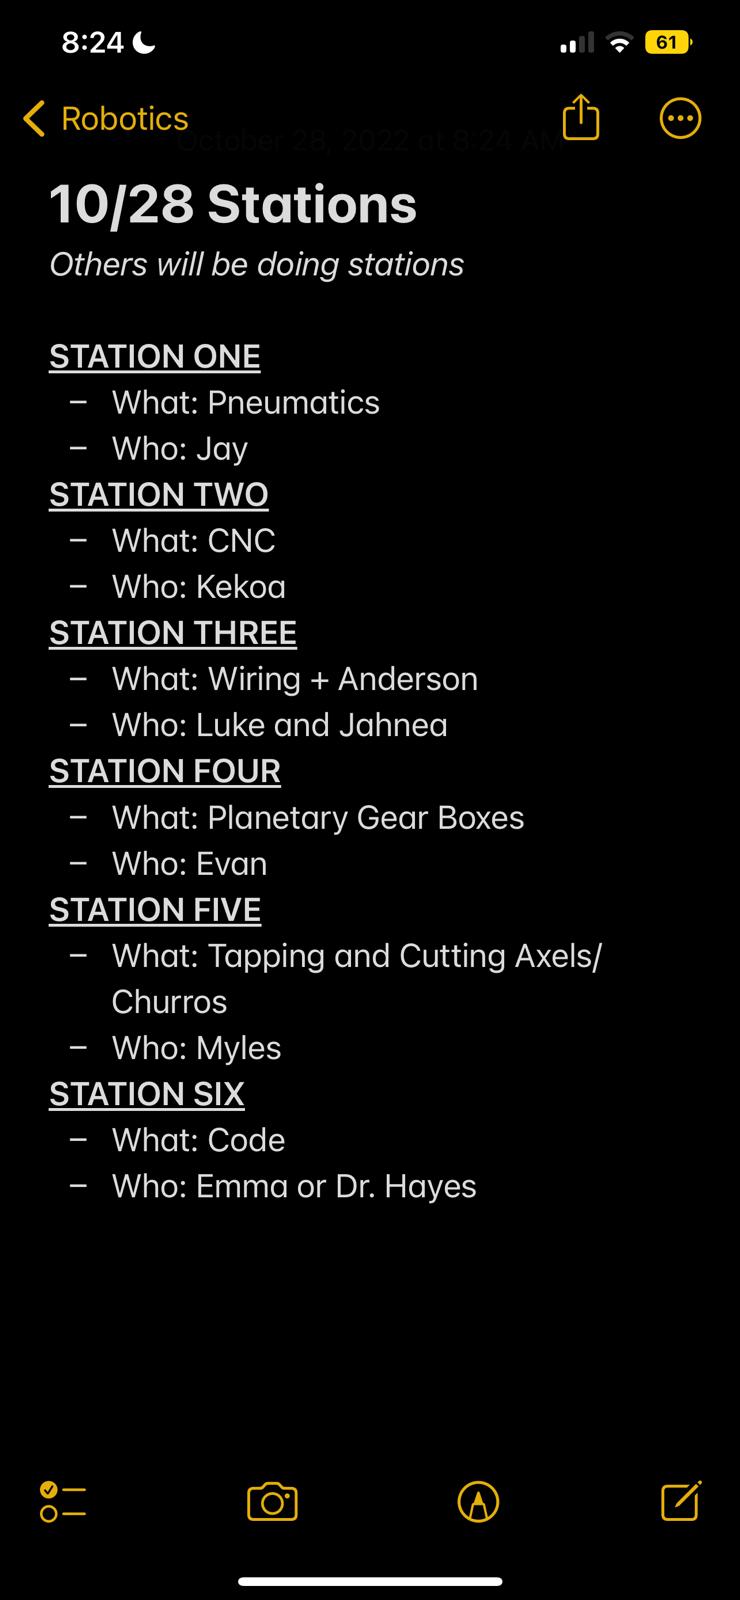 8:24
61
Robotics
October 28, 2022 at 8:24 AM
10/28 Stations
Others will be doing stations
STATION ONE
– What: Pneumatics
– Who: Jay
STATION TWO
– What: CNC
– Who: Kekoa
STATION THREE
– What: Wiring + Anderson
– Who: Luke and Jahnea
STATION FOUR
– What: Planetary Gear Boxes
– Who: Evan
STATION FIVE
– What: Tapping and Cutting Axels/
Churros
– Who: Myles
STATION SIX
– What: Code
– Who: Emma or Dr. Hayes